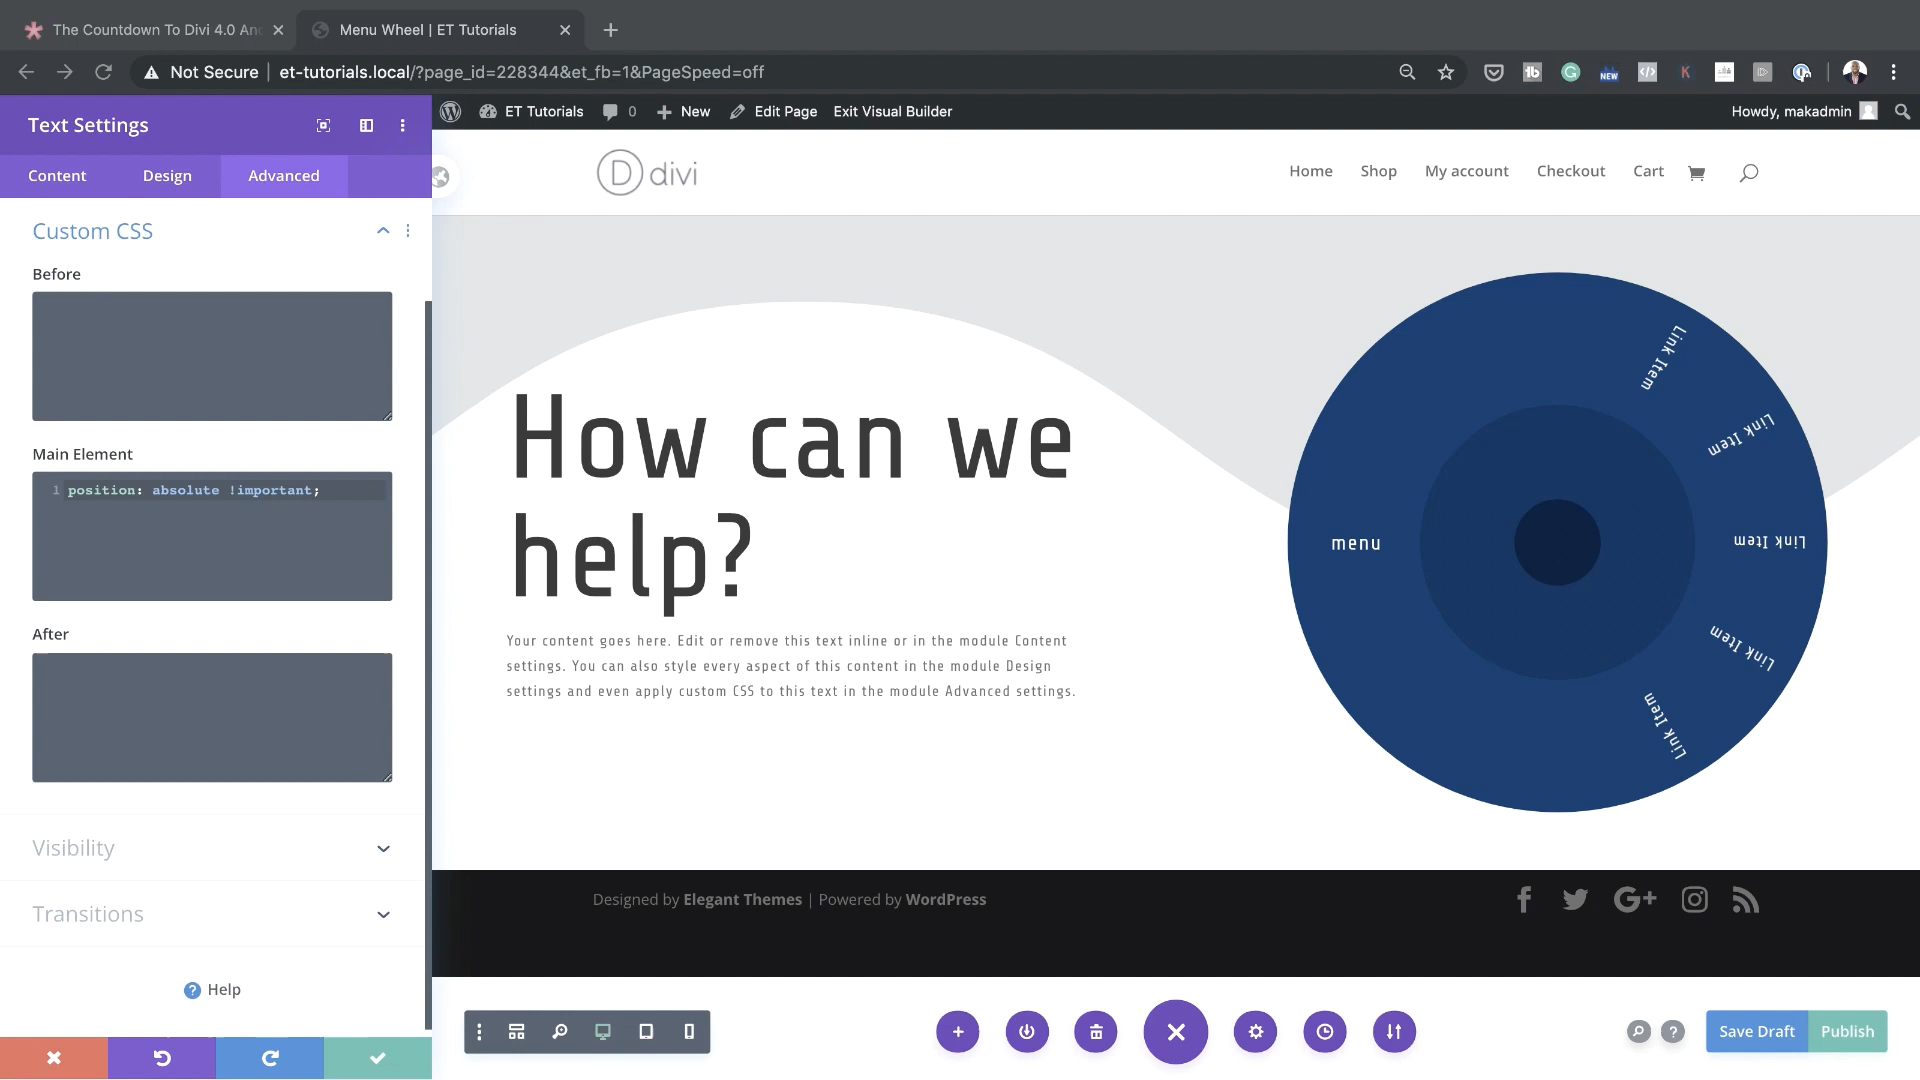 The Countdown To Divi 4.0 An
Menu Wheel | ET Tutorials
Not Secure | et-tutorials.local/?page_id=228344&et_fb=1&PageSpeed=off
NEW
ET Tutorials 0 New Edit Page Exit Visual Builder Howdy, makadmin
Text Settings
Content Design Advanced
Custom CSS
Before
Main Element
1 position: absolute !important;
After
Visibility
Transitions
Help
divi
Home Shop My account Checkout Cart
How can we
help?
Your content goes here. Edit or remove this text inline or in the module Content
settings. You can also style every aspect of this content in the module Design
settings and even apply custom CSS to this text in the module Advanced settings.
menu
Link Item
Link Item
Link Item
Link Item
Link Item
Designed by Elegant Themes | Powered by WordPress
Save Draft Publish